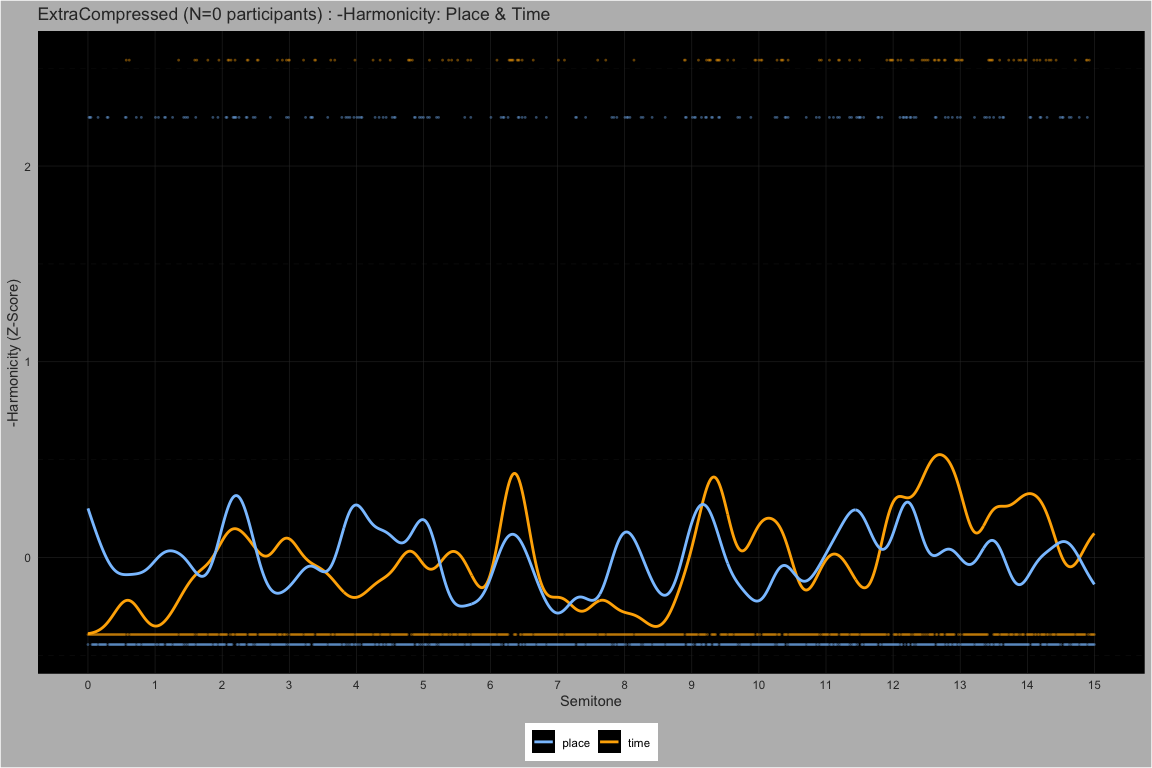 ExtraCompressed (N=0 participants) : -Harmonicity: Place & Time
-Harmonicity (Z-Score)
2
1
0
0 1 2 3 4 5 6 7 8 9 10 11 12 13 14 15
Semitone
place time